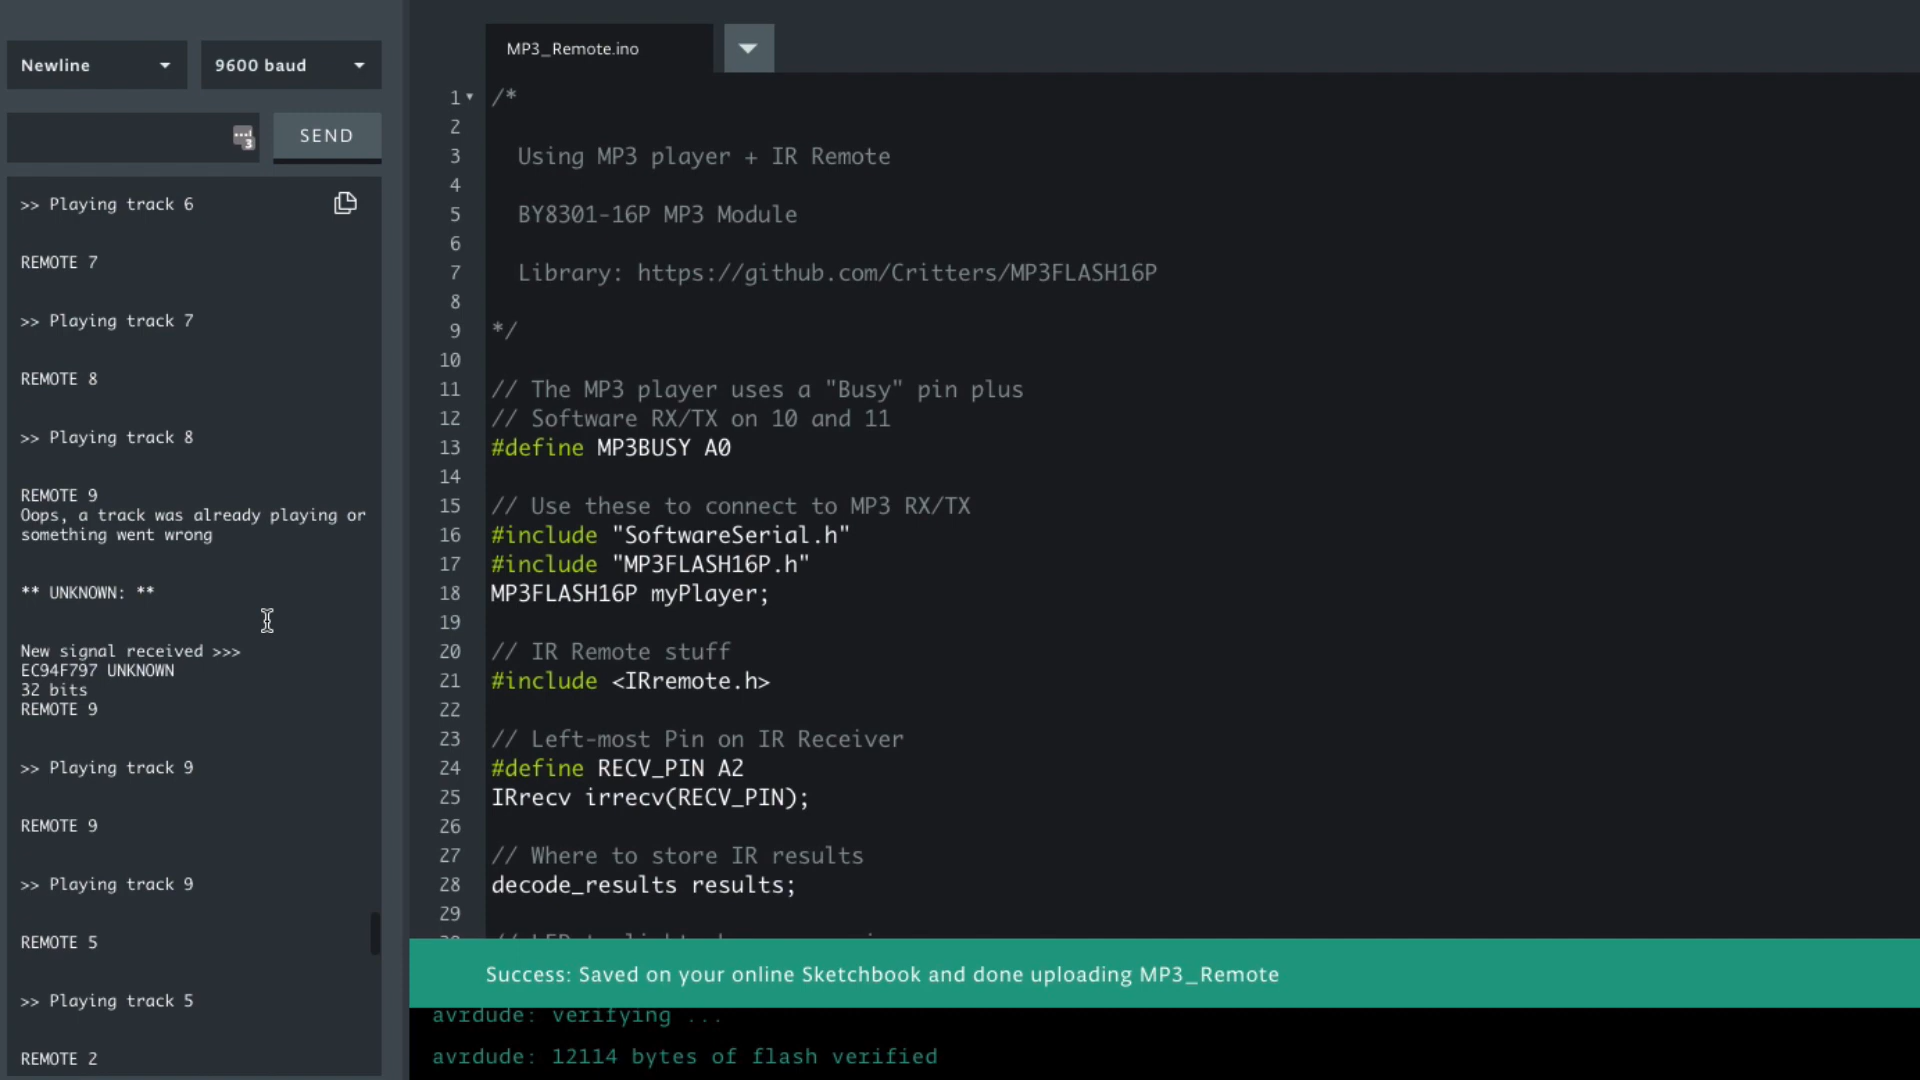 Newline
9600 baud
SEND
>> Playing track 6
REMOTE 7
>> Playing track 7
REMOTE 8
>> Playing track 8
REMOTE 9
Oops, a track was already playing or
something went wrong
** UNKNOWN: **
New signal received >>>
EC94F797 UNKNOWN
32 bits
REMOTE 9
>> Playing track 9
REMOTE 9
>> Playing track 9
REMOTE 5
>> Playing track 5
REMOTE 2
MP3_Remote.ino
1 /*
2
3 Using MP3 player + IR Remote
4
5 BY8301-16P MP3 Module
6
7 Library: https://github.com/Critters/MP3FLASH16P
8
9 */
10
11 // The MP3 player uses a "Busy" pin plus
12 // Software RX/TX on 10 and 11
13 #define MP3BUSY A0
14
15 // Use these to connect to MP3 RX/TX
16 #include "SoftwareSerial.h"
17 #include "MP3FLASH16P.h"
18 MP3FLASH16P myPlayer;
19
20 // IR Remote stuff
21 #include <IRremote.h>
22
23 // Left-most Pin on IR Receiver
24 #define RECV_PIN A2
25 IRrecv irrecv(RECV_PIN);
26
27 // Where to store IR results
28 decode_results results;
29
Success: Saved on your online Sketchbook and done uploading MP3_Remote
avrdude: verifying ...
avrdude: 12114 bytes of flash verified